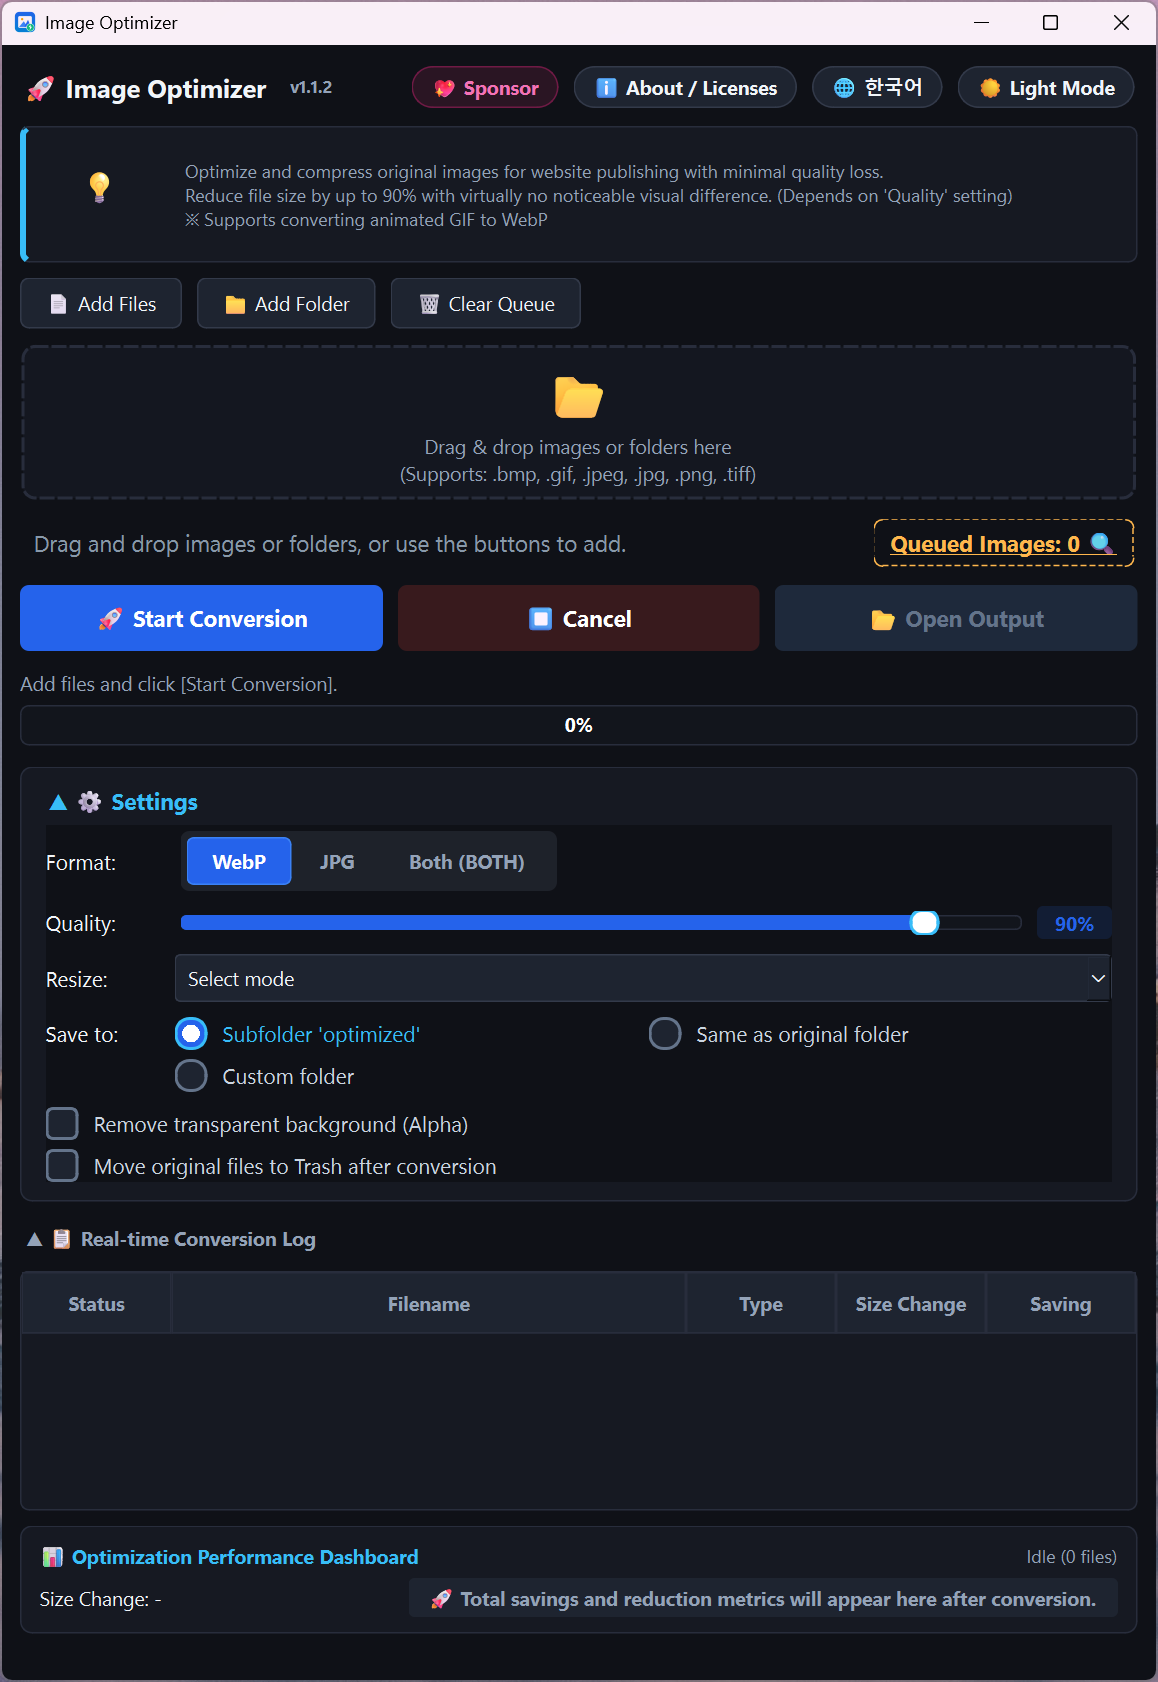 Image Optimizer
Image Optimizer v1.1.2
Sponsor
About / Licenses
한국어
Light Mode
Optimize and compress original images for website publishing with minimal quality loss.
Reduce file size by up to 90% with virtually no noticeable visual difference. (Depends on 'Quality' setting)
※ Supports converting animated GIF to WebP
Add Files
Add Folder
Clear Queue
Drag & drop images or folders here
(Supports: .bmp, .gif, .jpeg, .jpg, .png, .tiff)
Drag and drop images or folders, or use the buttons to add.
Queued Images: 0
Start Conversion
Cancel
Open Output
Add files and click [Start Conversion].
0%
Settings
Format:
WebP
JPG
Both (BOTH)
Quality:
90%
Resize:
Select mode
Save to:
Subfolder 'optimized'
Same as original folder
Custom folder
Remove transparent background (Alpha)
Move original files to Trash after conversion
Real-time Conversion Log
Status
Filename
Type
Size Change
Saving
Optimization Performance Dashboard
Idle (0 files)
Size Change: -
Total savings and reduction metrics will appear here after conversion.